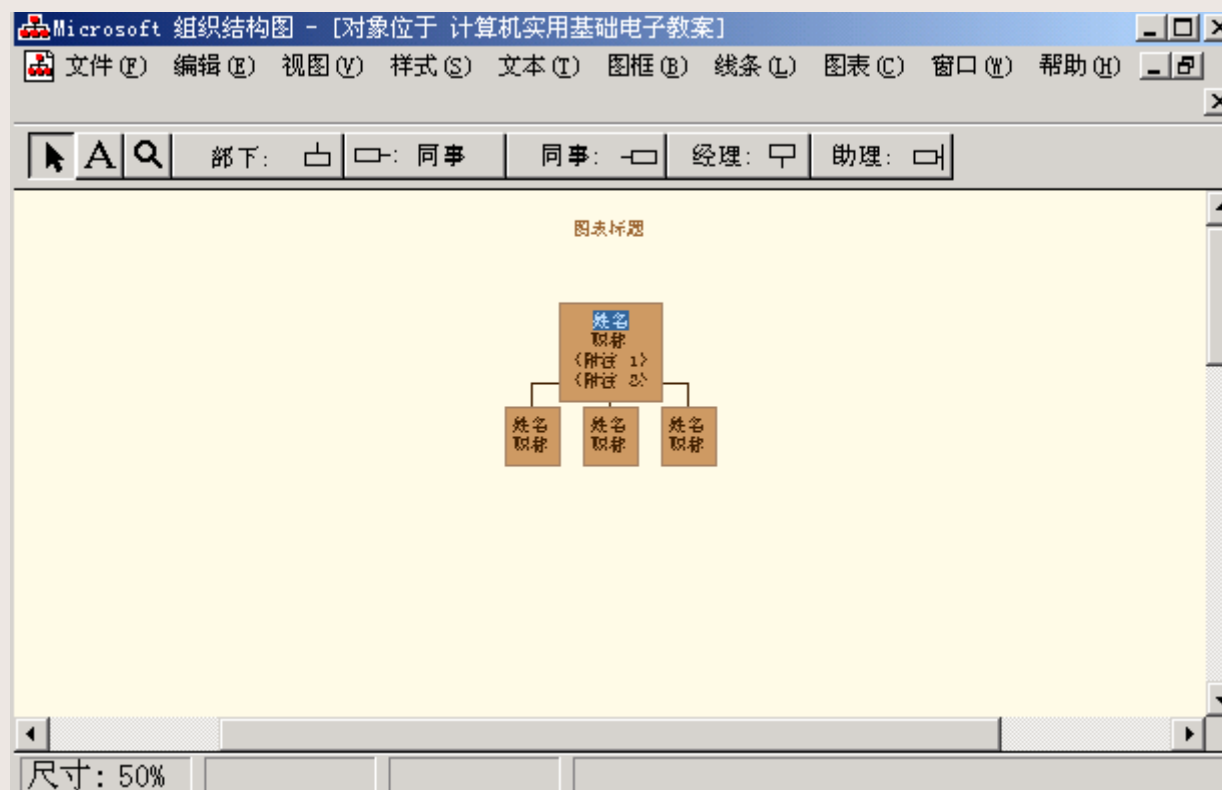 Microsoft 组织结构图 - [对象位于 计算机实用基础电子教案]
文件(F) 编辑(E) 视图(V) 样式(S) 文本(T) 图框(B) 线条(L) 图表(C) 窗口(W) 帮助(H)
A 部下: :同事 同事: 经理: 助理:
图表标题
姓名
职称
<附注 1>
<附注 2>
姓名 姓名 姓名
职称 职称 职称
尺寸: 50%